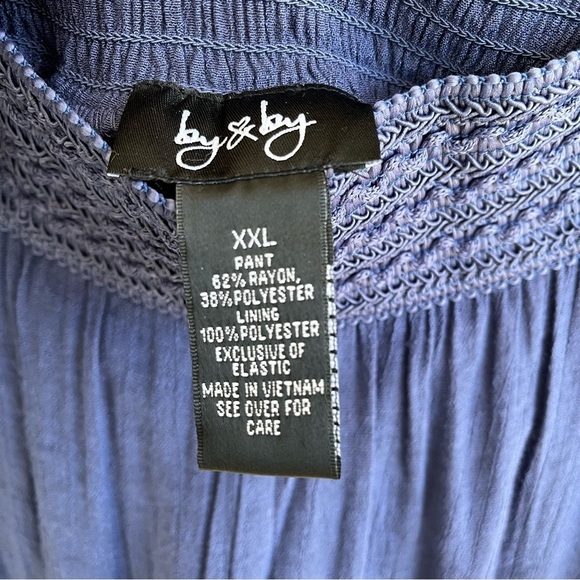 by & by
XXL
PANT
62% RAYON,
38% POLYESTER
LINING
100% POLYESTER
EXCLUSIVE OF
ELASTIC
MADE IN VIETNAM
SEE OVER FOR
CARE